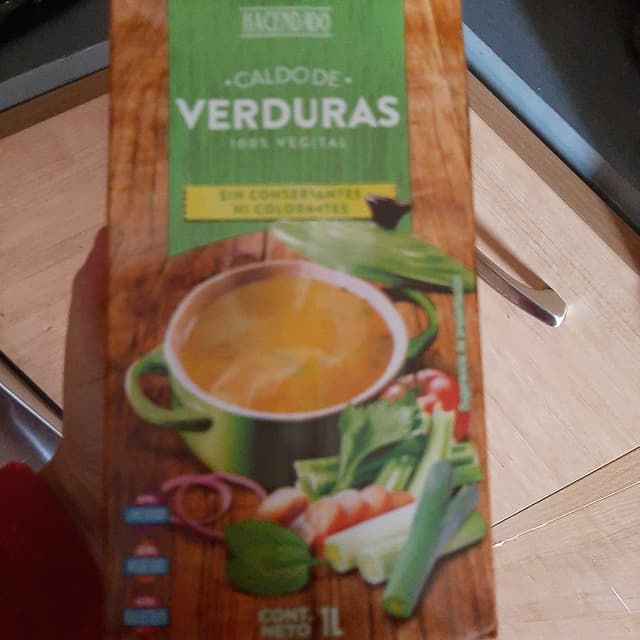 HACENDADO
• CALDO DE •
VERDURAS
100% VEGETAL
SIN CONSERVANTES
NI COLORANTES
CONT. NETO 1L